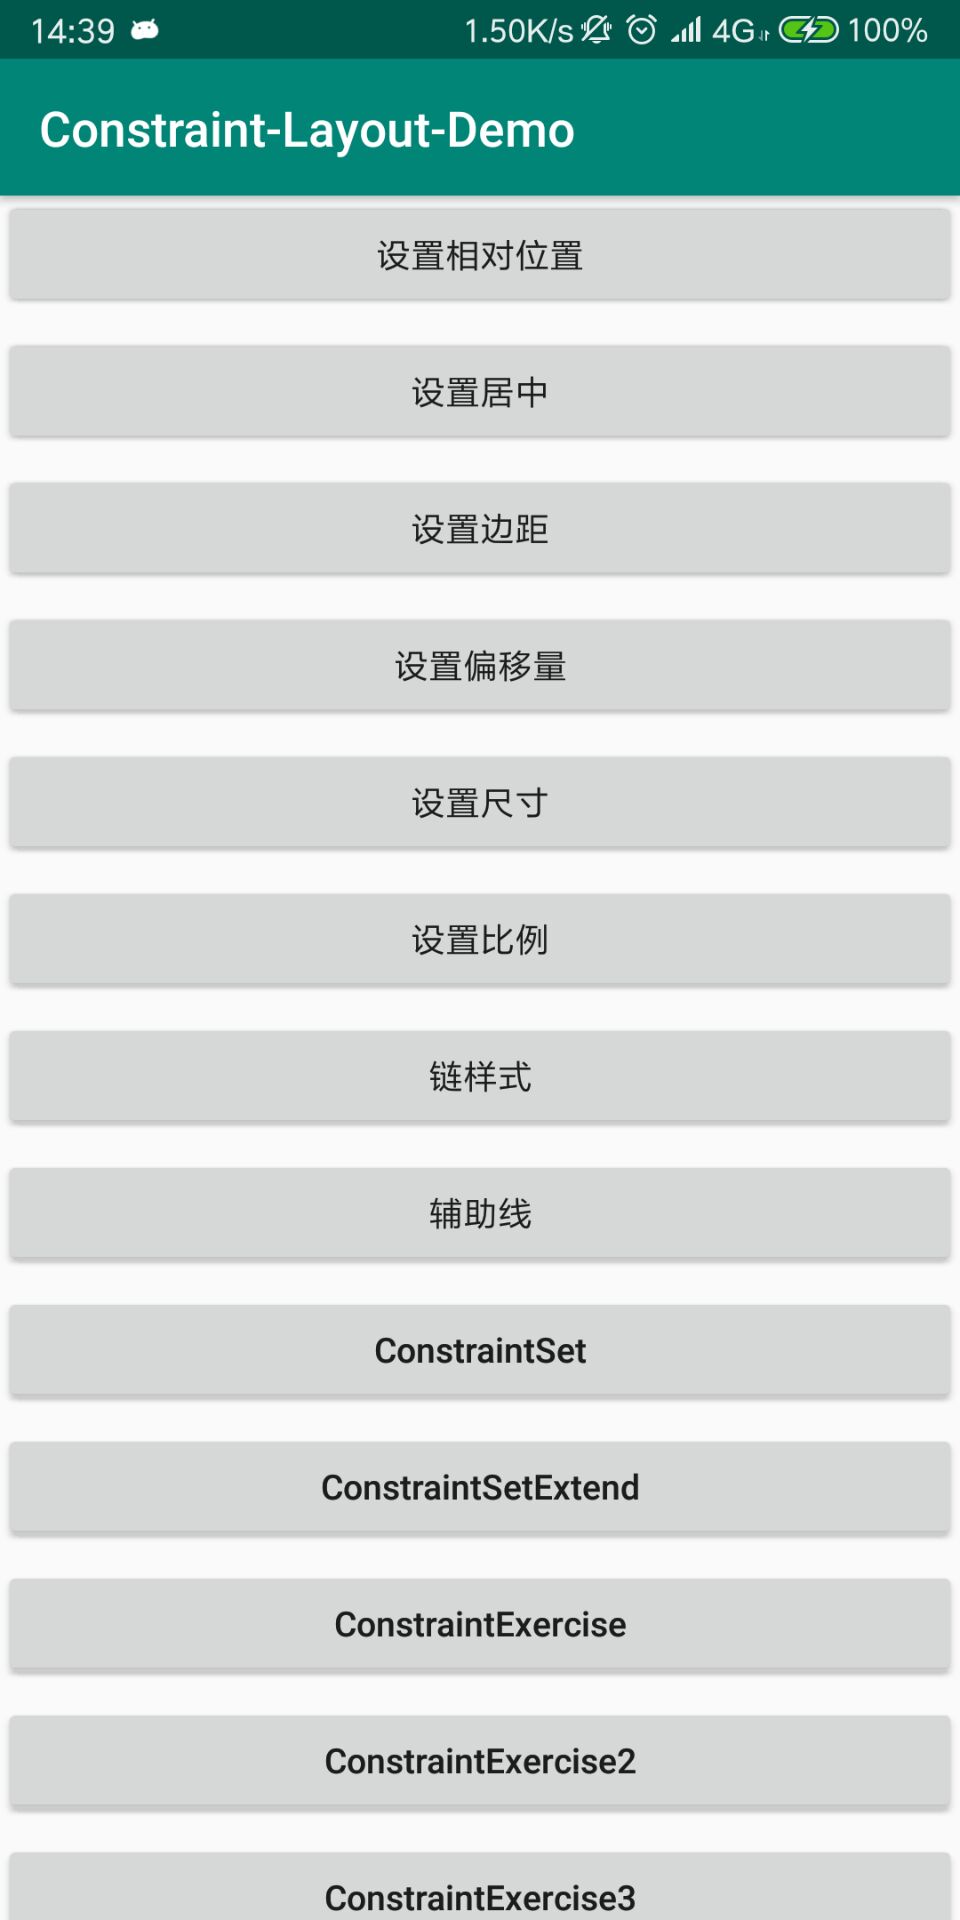 14:39 1.50K/s 4G 100%
Constraint-Layout-Demo
设置相对位置
设置居中
设置边距
设置偏移量
设置尺寸
设置比例
链样式
辅助线
ConstraintSet
ConstraintSetExtend
ConstraintExercise
ConstraintExercise2
ConstraintExercise3